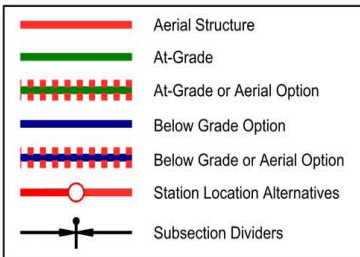 Aerial Structure
At-Grade
At-Grade or Aerial Option
Below Grade Option
Below Grade or Aerial Option
Station Location Alternatives
Subsection Dividers